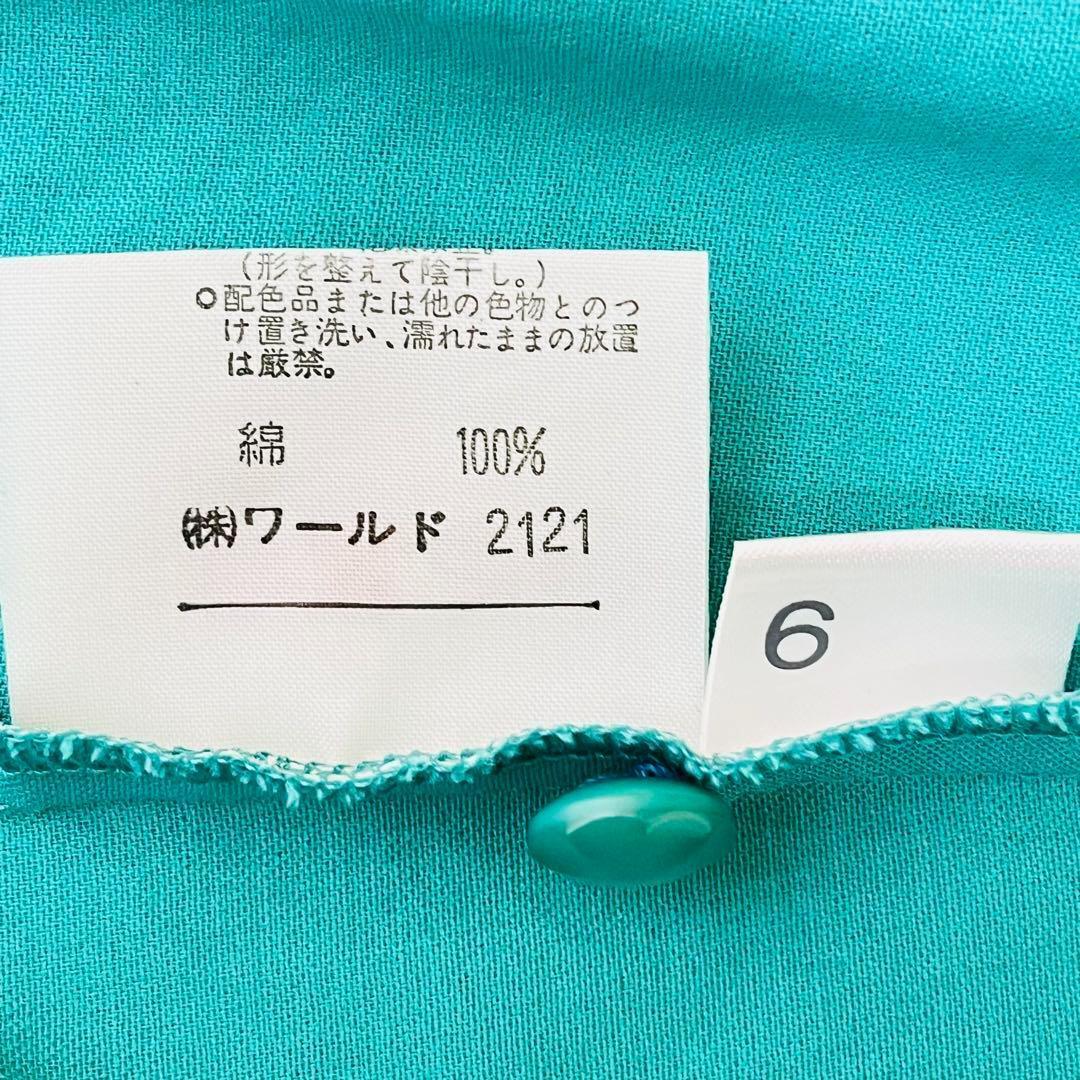 (形を整えて陰干し。)
○配色品または他の色物とのつ
け置き洗い、濡れたままの放置
は厳禁。
綿 100%
㈱ワールド 2121
6